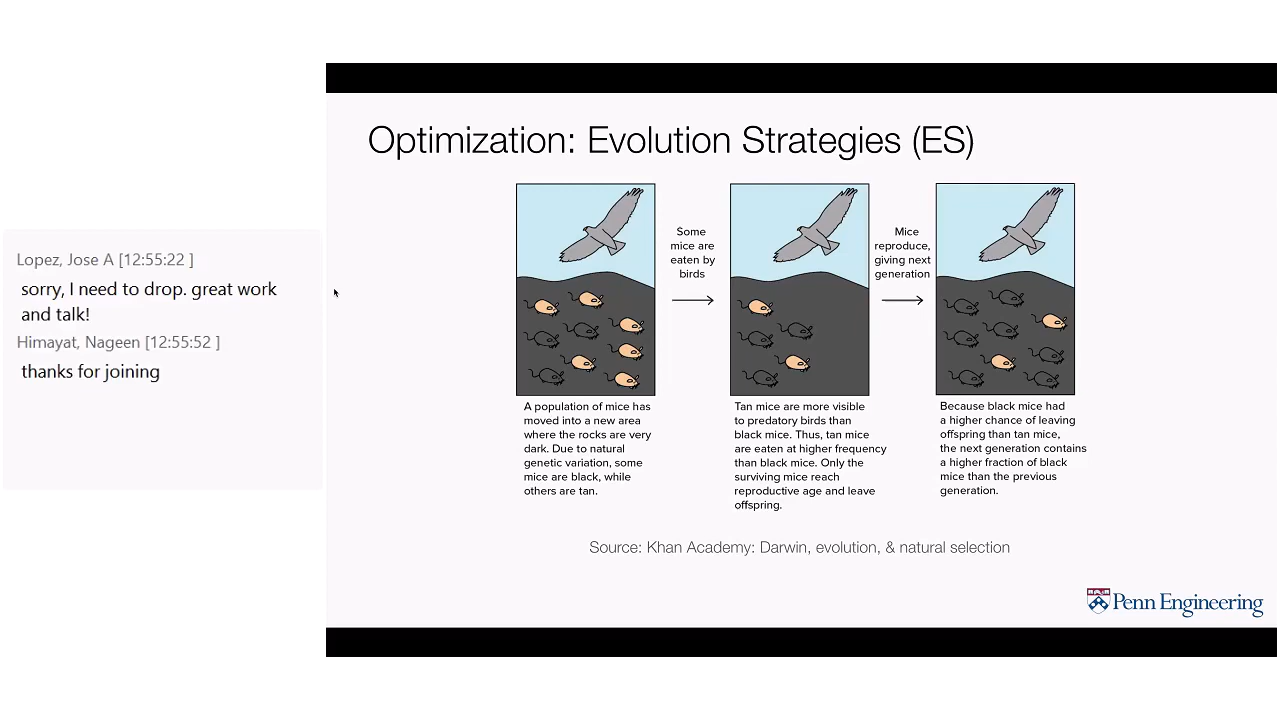 Lopez, Jose A [12:55:22 ]
sorry, I need to drop. great work
and talk!
Himayat, Nageen [12:55:52 ]
thanks for joining
Optimization: Evolution Strategies (ES)
Some
mice are
eaten by
birds
Mice
reproduce,
giving next
generation
A population of mice has
moved into a new area
where the rocks are very
dark. Due to natural
genetic variation, some
mice are black, while
others are tan.
Tan mice are more visible
to predatory birds than
black mice. Thus, tan mice
are eaten at higher frequency
than black mice. Only the
surviving mice reach
reproductive age and leave
offspring.
Because black mice had
a higher chance of leaving
offspring than tan mice,
the next generation contains
a higher fraction of black
mice than the previous
generation.
Source: Khan Academy: Darwin, evolution, & natural selection
Penn Engineering